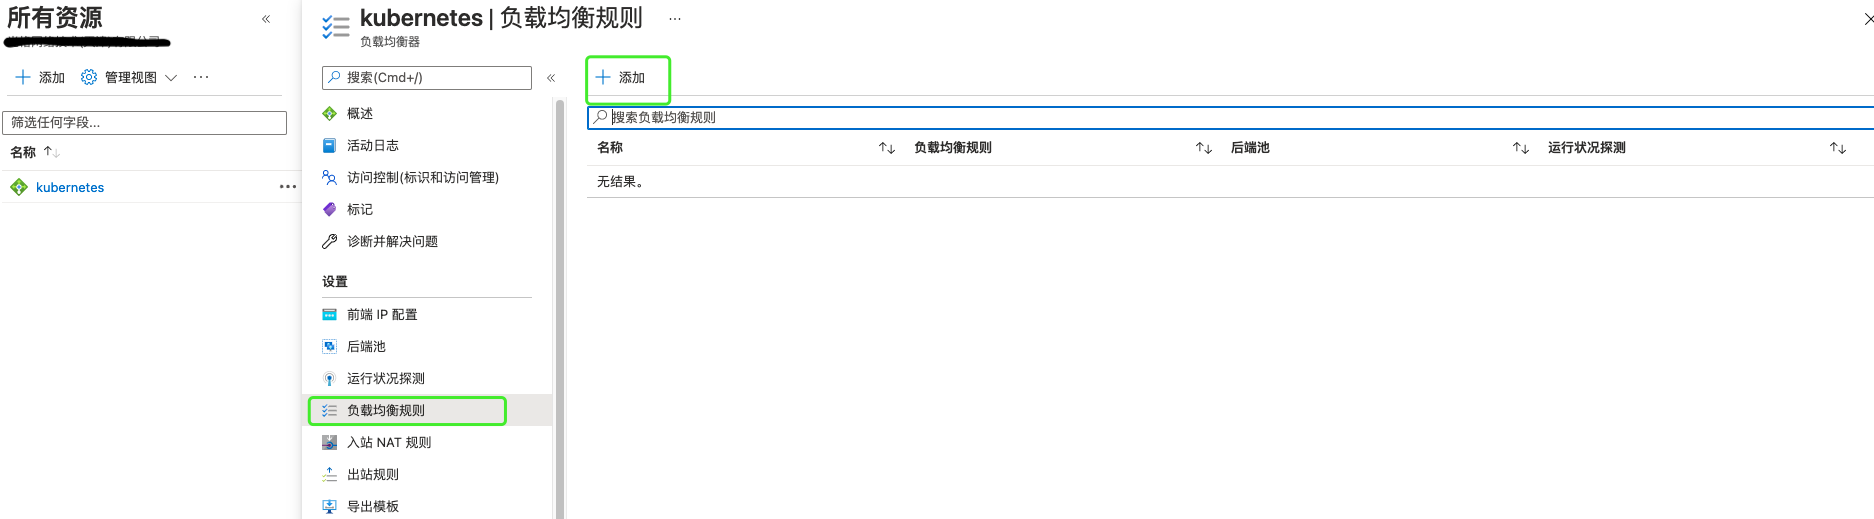 所有资源
+ 添加 管理视图 ···
筛选任何字段...
名称 ↑↓
kubernetes •••
kubernetes | 负载均衡规则 ···
负载均衡器
搜索(Cmd+/) «
概述
活动日志
访问控制(标识和访问管理)
标记
诊断并解决问题
设置
前端 IP 配置
后端池
运行状况探测
负载均衡规则
入站 NAT 规则
出站规则
导出模板
+ 添加
搜索负载均衡规则
名称 ↑↓ 负载均衡规则 ↑↓ 后端池 ↑↓ 运行状况探测 ↑↓
无结果。